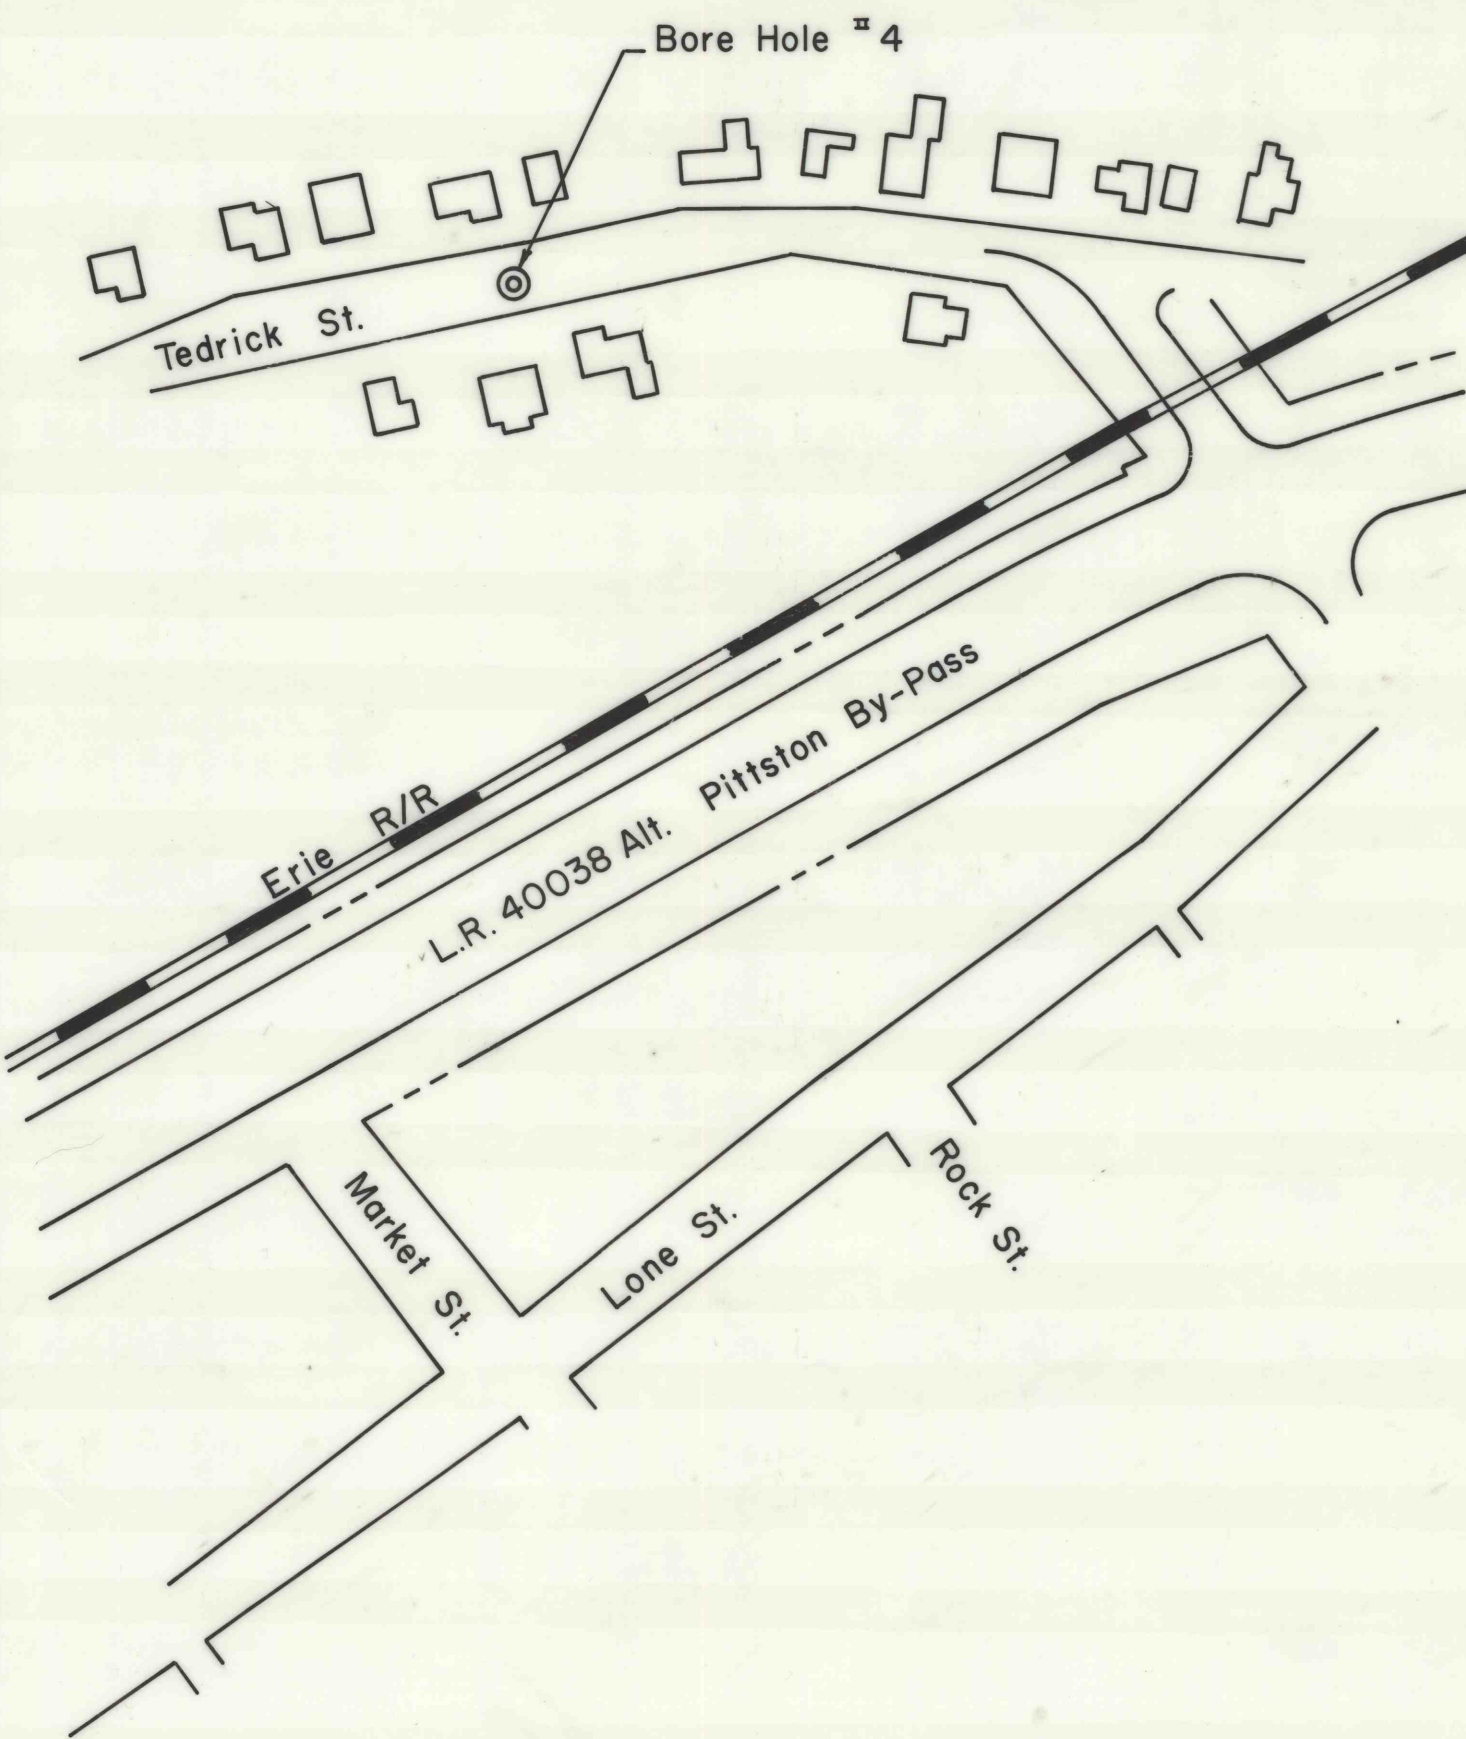 Bore Hole #4
Tedrick St.
Erie R/R
L.R. 40038 Alt. Pittston By-Pass
Market St.
Lone St.
Rock St.